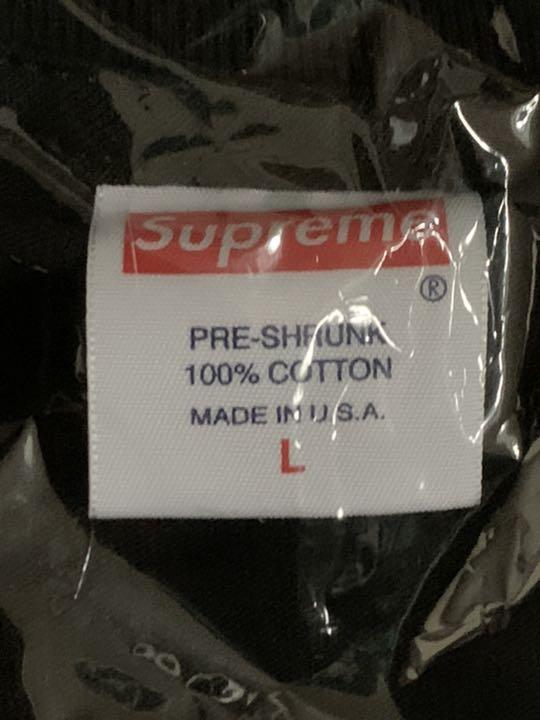 Supreme
®
PRE-SHRUNK
100% COTTON
MADE IN U.S.A.
L